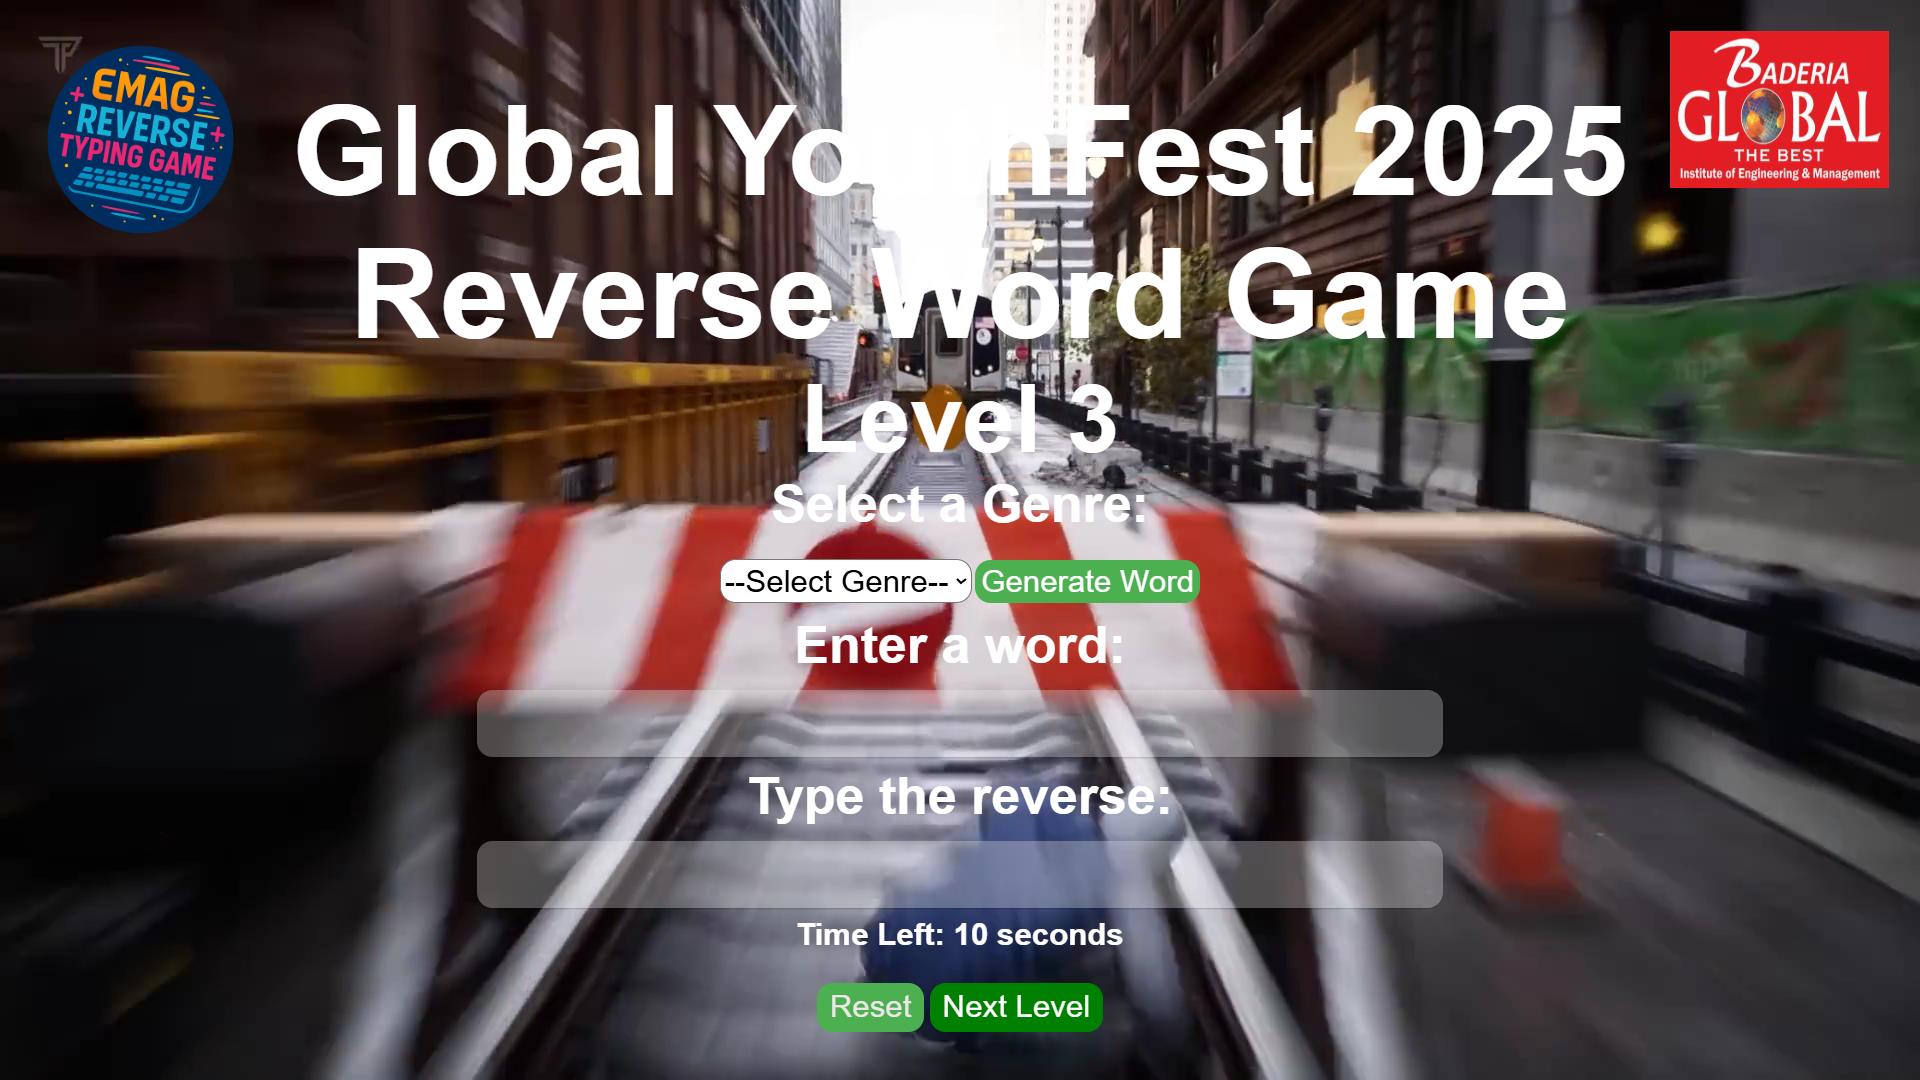 EMAG
REVERSE
TYPING GAME
BADERIA
GLOBAL
THE BEST
Institute of Engineering & Management
Global YouthFest 2025
Reverse Word Game
Level 3
Select a Genre:
--Select Genre-- Generate Word
Enter a word:
Type the reverse:
Time Left: 10 seconds
Reset Next Level